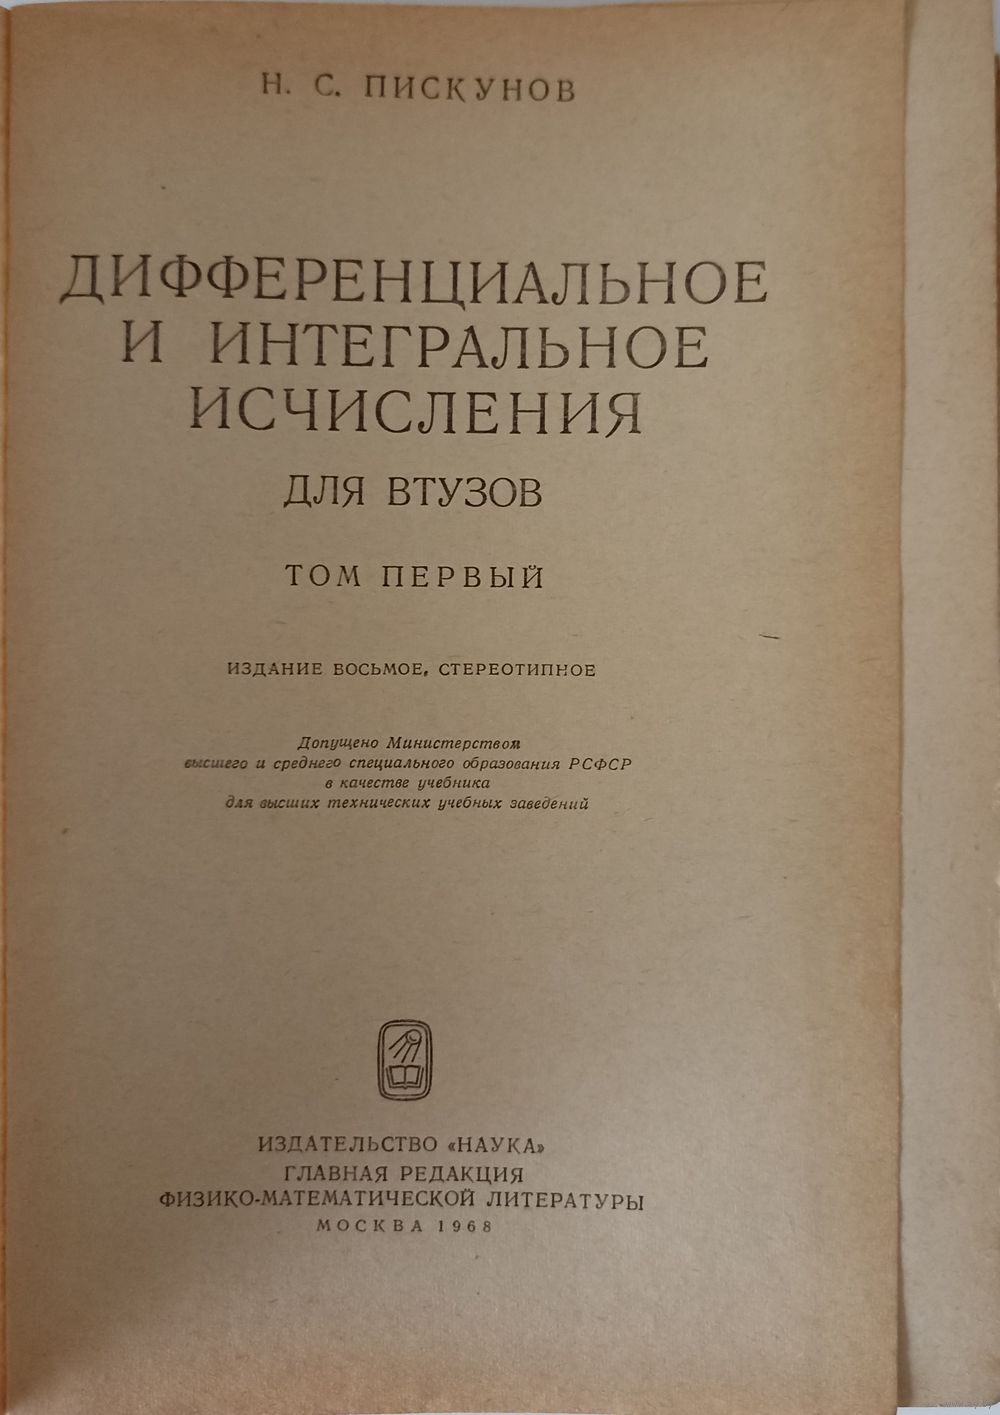 Н. С. ПИСКУНОВ
ДИФФЕРЕНЦИАЛЬНОЕ
И ИНТЕГРАЛЬНОЕ
ИСЧИСЛЕНИЯ
ДЛЯ ВТУЗОВ
ТОМ ПЕРВЫЙ
ИЗДАНИЕ ВОСЬМОЕ, СТЕРЕОТИПНОЕ
Допущено Министерством
высшего и среднего специального образования РСФСР
в качестве учебника
для высших технических учебных заведений
ИЗДАТЕЛЬСТВО «НАУКА»
ГЛАВНАЯ РЕДАКЦИЯ
ФИЗИКО-МАТЕМАТИЧЕСКОЙ ЛИТЕРАТУРЫ
МОСКВА 1968